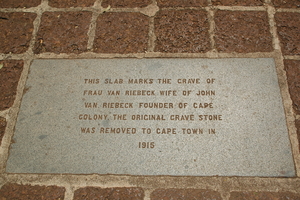 THIS SLAB MARKS THE GRAVE OF
FRAU VAN RIEBECK WIFE OF JOHN
VAN RIEBECK FOUNDER OF CAPE
COLONY. THE ORIGINAL GRAVE STONE
WAS REMOVED TO CAPE TOWN IN
1915